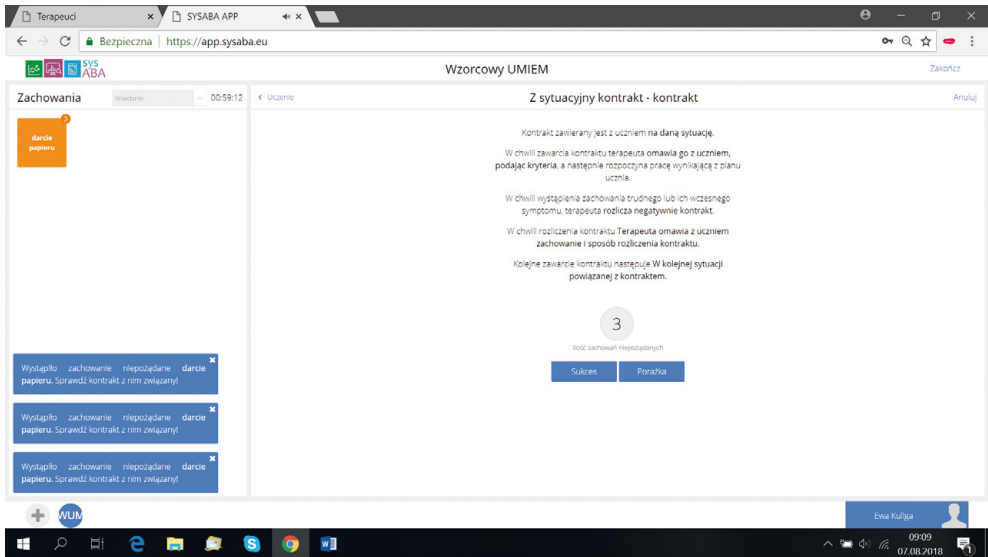 Terapeuci
SYSABA APP
Bezpieczna
https://app.sysaba.eu
SYS
ABA
Wzorcowy UMIEM
Zakończ
Zachowania
śniadanie
00:59:12
Uczenie
Z sytuacyjny kontrakt - kontrakt
Anuluj
3
darcie
papieru
Kontrakt zawierany jest z uczniem na daną sytuację.
W chwili zawarcia kontraktu terapeuta omawia go z uczniem,
podając kryteria, a następnie rozpoczyna pracę wynikającą z planu
ucznia.
W chwili wystąpienia zachowania trudnego lub ich wczesnego
symptomu, terapeuta rozlicza negatywnie kontrakt.
W chwili rozliczenia kontraktu Terapeuta omawia z uczniem
zachowanie i sposób rozliczenia kontraktu.
Kolejne zawarcie kontraktu następuje W kolejnej sytuacji
powiązanej z kontraktem.
3
Ilość zachowań niepożądanych
Sukces
Porażka
Wystąpiło zachowanie niepożądane darcie
papieru. Sprawdź kontrakt z nim związany!
Wystąpiło zachowanie niepożądane darcie
papieru. Sprawdź kontrakt z nim związany!
Wystąpiło zachowanie niepożądane darcie
papieru. Sprawdź kontrakt z nim związany!
WUM
Ewa Kuliga
09:09
07.08.2018
1